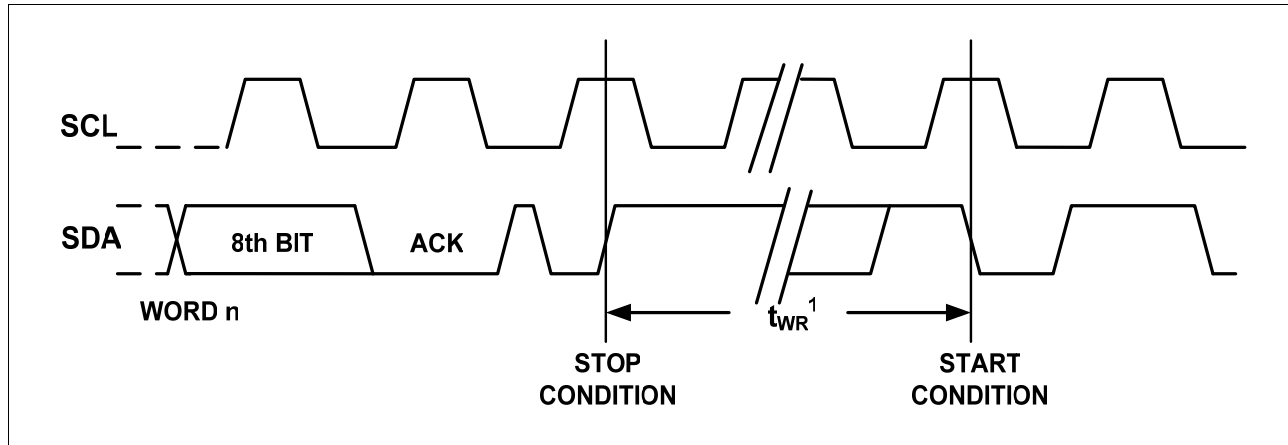 SCL
SDA
8th BIT
ACK
WORD n
tWR1
STOP
CONDITION
START
CONDITION